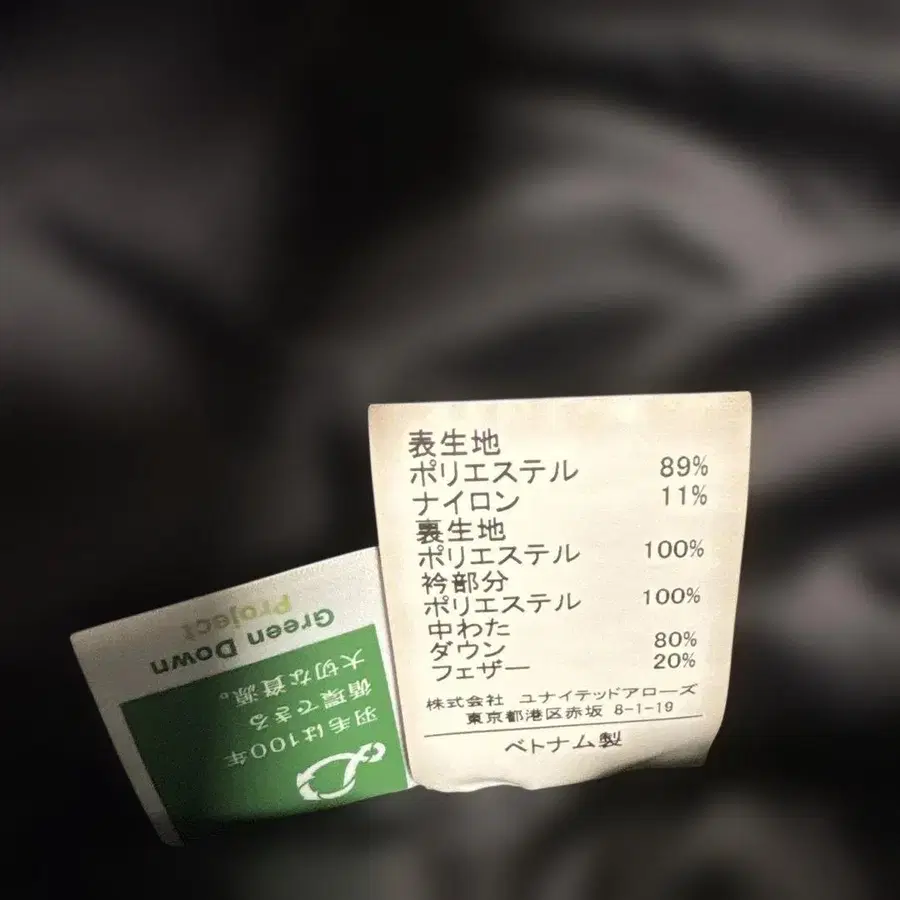 表生地
ポリエステル 89%
ナイロン 11%
裏生地
ポリエステル 100%
衿部分
ポリエステル 100%
中わた
ダウン 80%
フェザー 20%
株式会社 ユナイテッドアローズ
東京都港区赤坂 8-1-19
ベトナム製
羽毛は100年
循環できる
大切な資源。
Green Down
Project